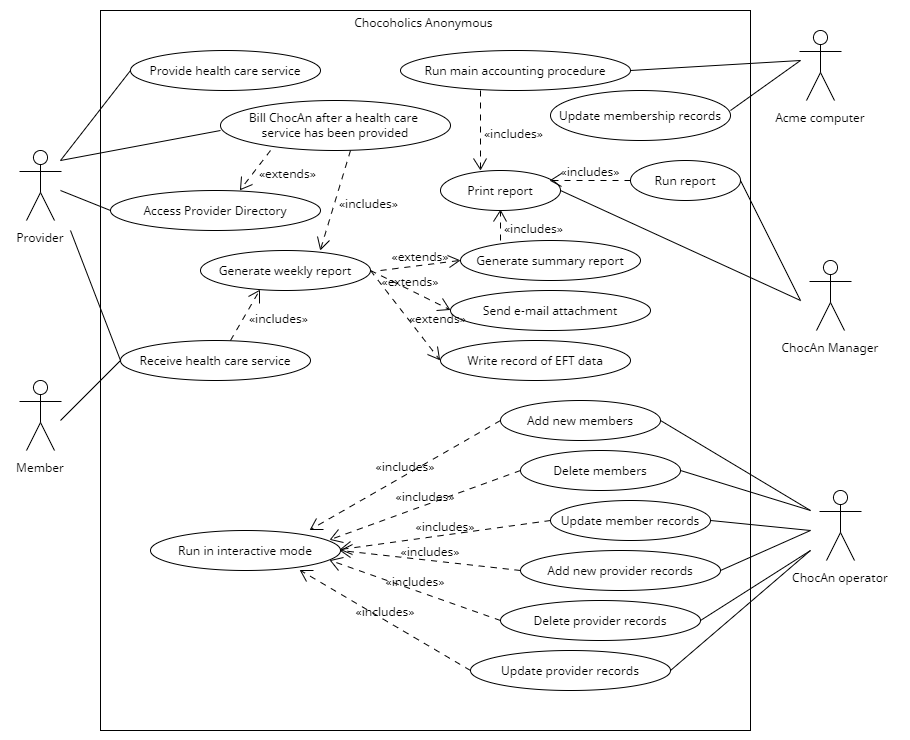 Chocoholics Anonymous
Provide health care service
Run main accounting procedure
Acme computer
Update membership records
Bill ChocAn after a health care
service has been provided
«includes»
«extends»
«includes»
Run report
Print report
«includes»
Access Provider Directory
Provider
«includes»
«extends»
Generate summary report
Generate weekly report
«extends»
Send e-mail attachment
«extends»
«includes»
ChocAn Manager
Receive health care service
Write record of EFT data
Member
Add new members
«includes»
Delete members
«includes»
Update member records
«includes»
Run in interactive mode
«includes»
Add new provider records
ChocAn operator
«includes»
«includes»
Delete provider records
Update provider records